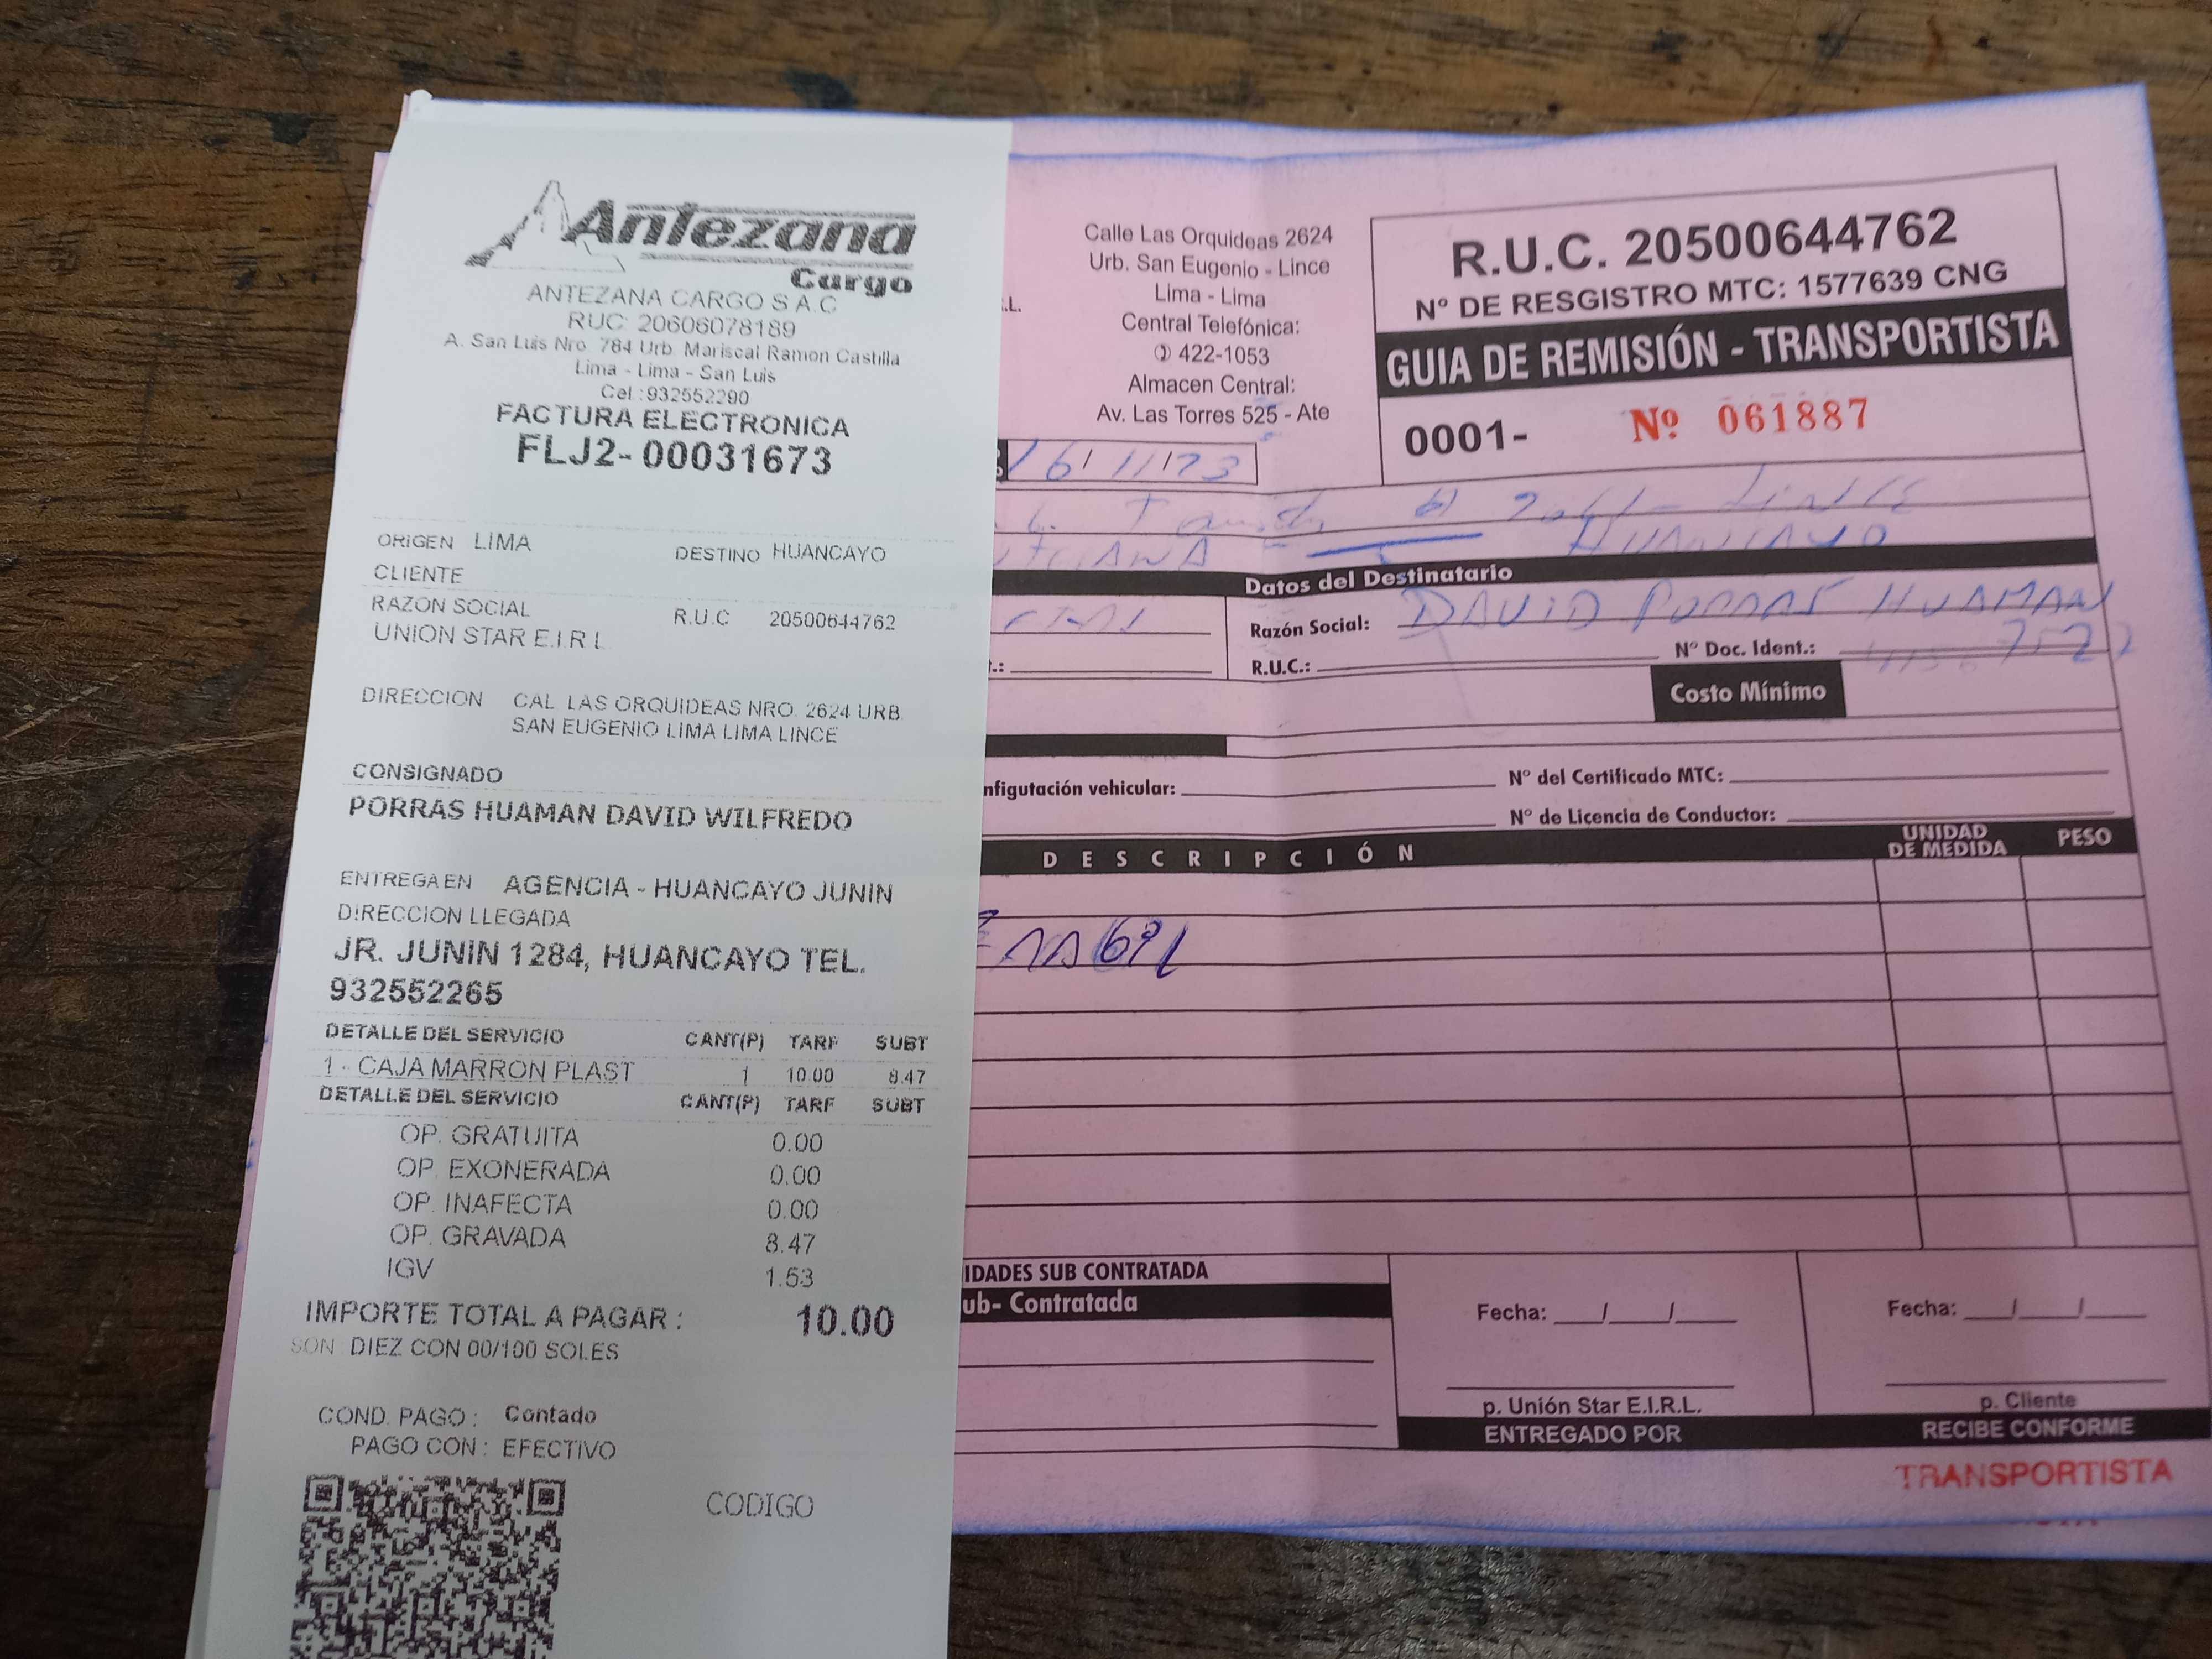 Antezana
Cargo
ANTEZANA CARGO S.A.C
RUC: 20606078189
A. San Luis Nro. 784 Urb. Mariscal Ramon Castilla
Lima - Lima - San Luis
Cel.:932552290
FACTURA ELECTRONICA
FLJ2- 00031673
ORIGEN LIMA DESTINO HUANCAYO
CLIENTE
RAZON SOCIAL R.U.C 20500644762
UNION STAR E.I.R.L
DIRECCION CAL. LAS ORQUIDEAS NRO. 2624 URB.
SAN EUGENIO LIMA LIMA LINCE
CONSIGNADO
PORRAS HUAMAN DAVID WILFREDO
ENTREGA EN AGENCIA - HUANCAYO JUNIN
DIRECCION LLEGADA
JR. JUNIN 1284, HUANCAYO TEL.
932552265
DETALLE DEL SERVICIO CANT(P) TARF SUBT
1 - CAJA MARRON PLAST 1 10.00 8.47
DETALLE DEL SERVICIO CANT(P) TARF SUBT
OP. GRATUITA 0.00
OP. EXONERADA 0.00
OP. INAFECTA 0.00
OP. GRAVADA 8.47
IGV 1.53
IMPORTE TOTAL A PAGAR : 10.00
SON: DIEZ CON 00/100 SOLES
COND. PAGO : Contado
PAGO CON : EFECTIVO
CODIGO
.L.
Calle Las Orquideas 2624
Urb. San Eugenio - Lince
Lima - Lima
Central Telefónica:
422-1053
Almacen Central:
Av. Las Torres 525 - Ate
R.U.C. 20500644762
Nº DE RESGISTRO MTC: 1577639 CNG
GUIA DE REMISIÓN - TRANSPORTISTA
0001- Nº 061887
LINCE
HUANCAYO
Datos del Destinatario
Razón Social: DAVID PORRAS HUAMAN
.: R.U.C.: Nº Doc. Ident.:
Costo Mínimo
nfigutación vehicular: Nº del Certificado MTC:
Nº de Licencia de Conductor:
DESCRIPCIÓN UNIDAD DE MEDIDA PESO
IDADES SUB CONTRATADA
ub- Contratada
Fecha: __/__/__ Fecha: __/__/__
p. Unión Star E.I.R.L. p. Cliente
ENTREGADO POR RECIBE CONFORME
TRANSPORTISTA